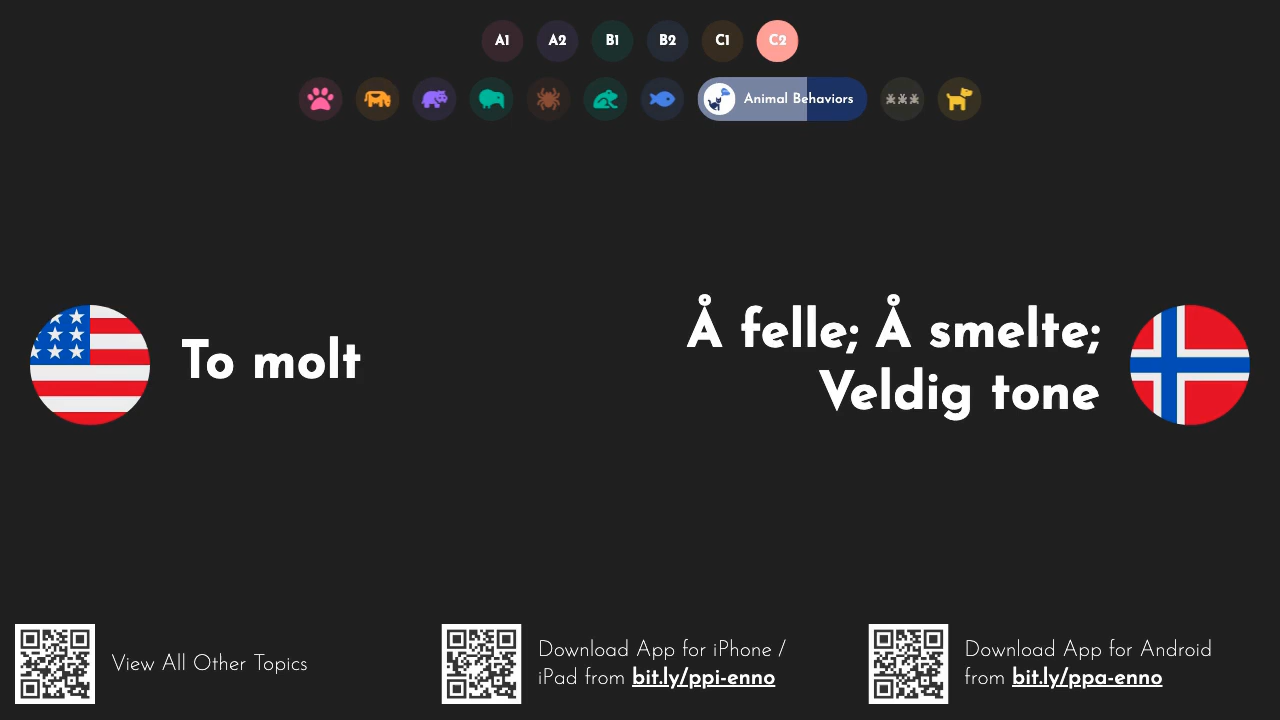 A1 A2 B1 B2 C1 C2
Animal Behaviors
To molt
Å felle; Å smelte;
Veldig tone
View All Other Topics
Download App for iPhone /
iPad from bit.ly/ppi-enno
Download App for Android
from bit.ly/ppa-enno